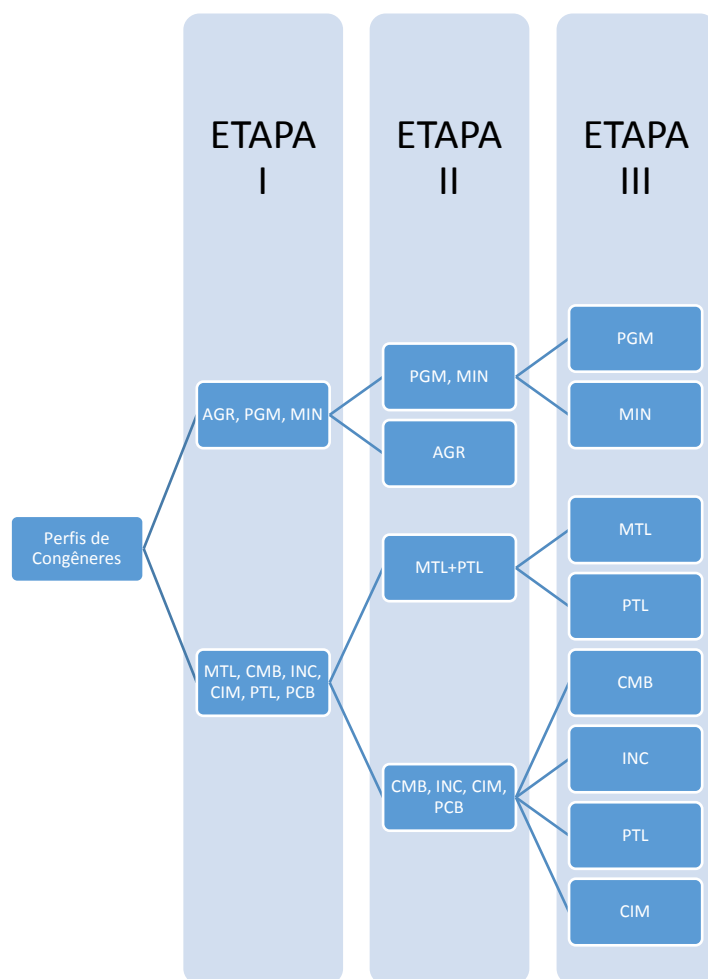 ETAPA
I
ETAPA
II
ETAPA
III
Perfis de
Congêneres
AGR, PGM, MIN
MTL, CMB, INC,
CIM, PTL, PCB
PGM, MIN
AGR
MTL+PTL
CMB, INC, CIM,
PCB
PGM
MIN
MTL
PTL
CMB
INC
PTL
CIM